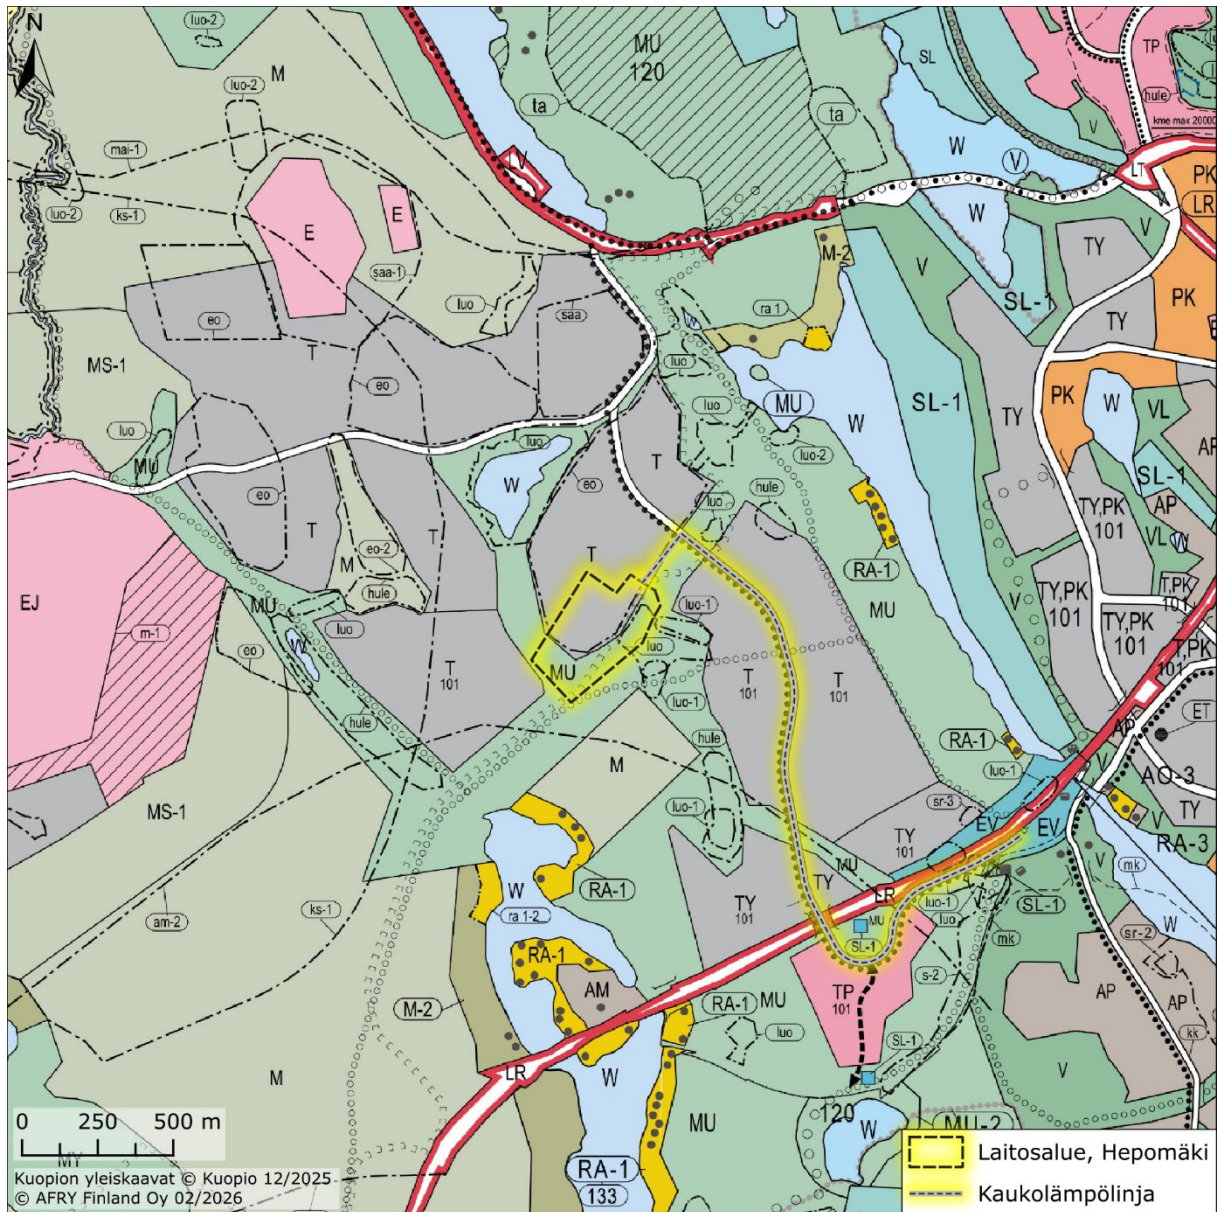 N
luo-2
M
luo-2
mai-1
luo-2
ks-1
E
E
saa-1
MU
120
ta
ta
LV
SL
W
V
W
TP
hule
kme max 20000
V
LT
PK
LR
V
TY
V
SL-1
PK
TY
E
M-2
ra 1
luo
saa
eo
T
eo
MS-1
luo
MU
luo
W
luo
luo
MU
W
luo-2
SL-1
TY
PK
W
VL
SL-1
AP
AP
VL
W
TY,PK
101
T,PK
101
TY,PK
101
TY,PK
101
T,PK
101
V
eo
T
W
luo
T
eo
T
M
eo-2
hule
T
luo
hule
RA-1
MU
EJ
m-1
MU
eo
luo
W
hule
T
101
MU
luo
luo-1
luo-1
T
101
T
101
hule
luo-1
RA-1
luo-1
sr-3
EV
EV
AP
ET
AO-3
TY
V
V
RA-3
mk
W
MS-1
am-2
ks-1
M
W
RA-1
ra 1-2
RA-1
AM
M-2
LR
W
TY
101
TY
TY
101
MU
LR
MU
SL-1
luo-1
luo
V
SL-1
mk
s-2
TP
101
RA-1
MU
luo
SL-1
sr-2
AP
AP
kk
V
M
MU
120
W
MU-2
RA-1
133
MY
0 250 500 m
Kuopion yleiskaavat © Kuopio 12/2025
© AFRY Finland Oy 02/2026
Laitosalue, Hepomäki
Kaukolämpölinja